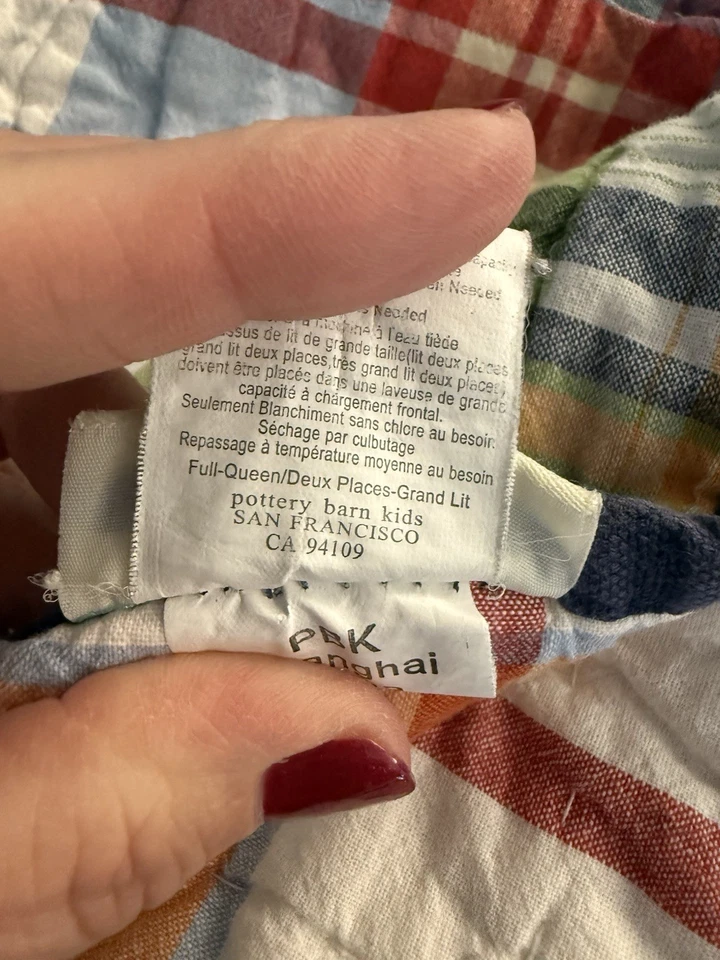 Needed
Needed
à l'eau tiède
de lit de grande taille(lit deux places
grand lit deux places,très grand lit deux places,
doivent être placés dans une laveuse de grande
capacité à chargement frontal.
Seulement Blanchiment sans chlore au besoin.
Séchage par culbutage
Repassage à température moyenne au besoin
Full-Queen/Deux Places-Grand Lit
pottery barn kids
SAN FRANCISCO
CA 94109
PBK
anghai